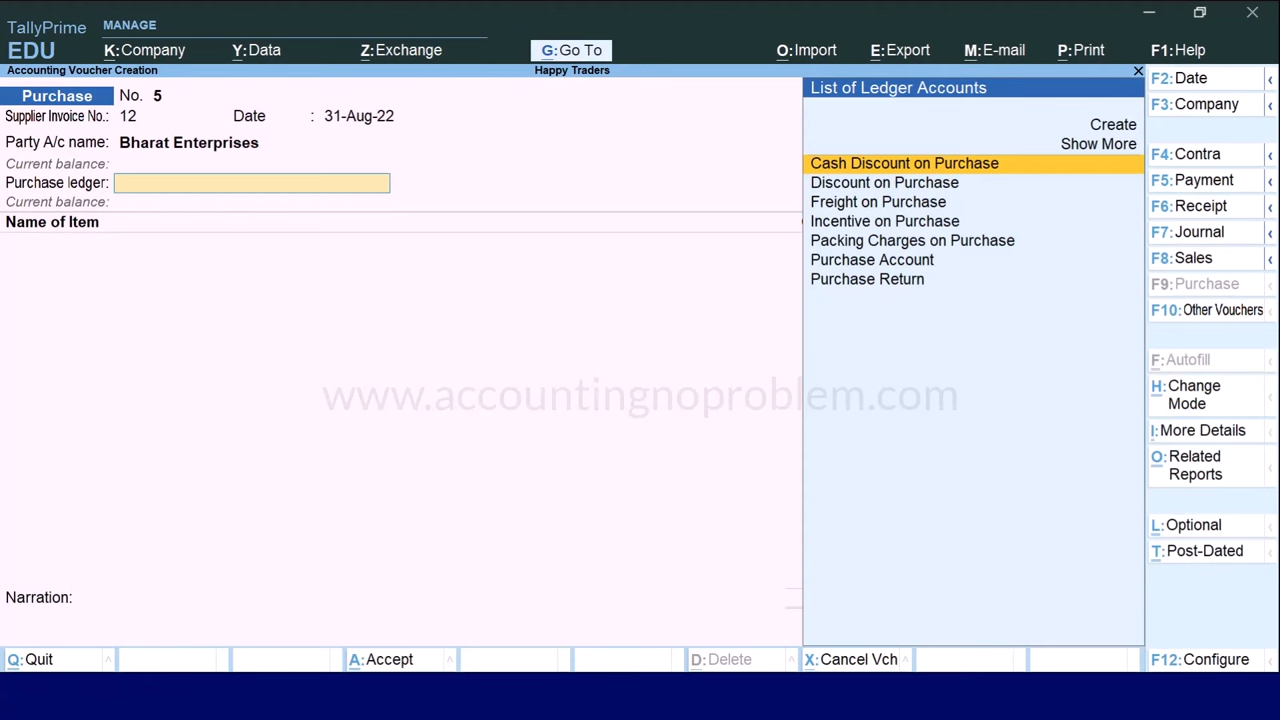 TallyPrime
EDU
MANAGE
K:Company
Y:Data
Z:Exchange
G:Go To
O:Import
E:Export
M:E-mail
P:Print
F1:Help
Accounting Voucher Creation
Happy Traders
Purchase No. 5
Supplier Invoice No.: 12 Date : 31-Aug-22
Party A/c name: Bharat Enterprises
Current balance:
Purchase ledger:
Current balance:
Name of Item
Narration:
List of Ledger Accounts
Create
Show More
Cash Discount on Purchase
Discount on Purchase
Freight on Purchase
Incentive on Purchase
Packing Charges on Purchase
Purchase Account
Purchase Return
F2:Date
F3:Company
F4:Contra
F5:Payment
F6:Receipt
F7:Journal
F8:Sales
F9:Purchase
F10:Other Vouchers
F:Autofill
H:Change
Mode
I:More Details
O:Related
Reports
L:Optional
T:Post-Dated
www.accountingnoproblem.com
Q:Quit
A:Accept
D:Delete
X:Cancel Vch
F12:Configure